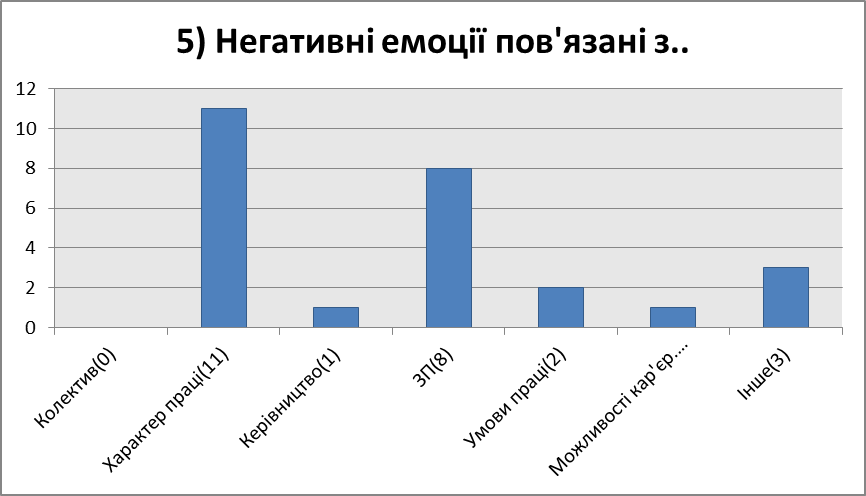 5) Негативні емоції пов'язані з..
12
10
8
6
4
2
0
Колектив(0)
Характер праці(11)
Керівництво(1)
ЗП(8)
Умови праці(2)
Можливості кар'єр....
Інше(3)